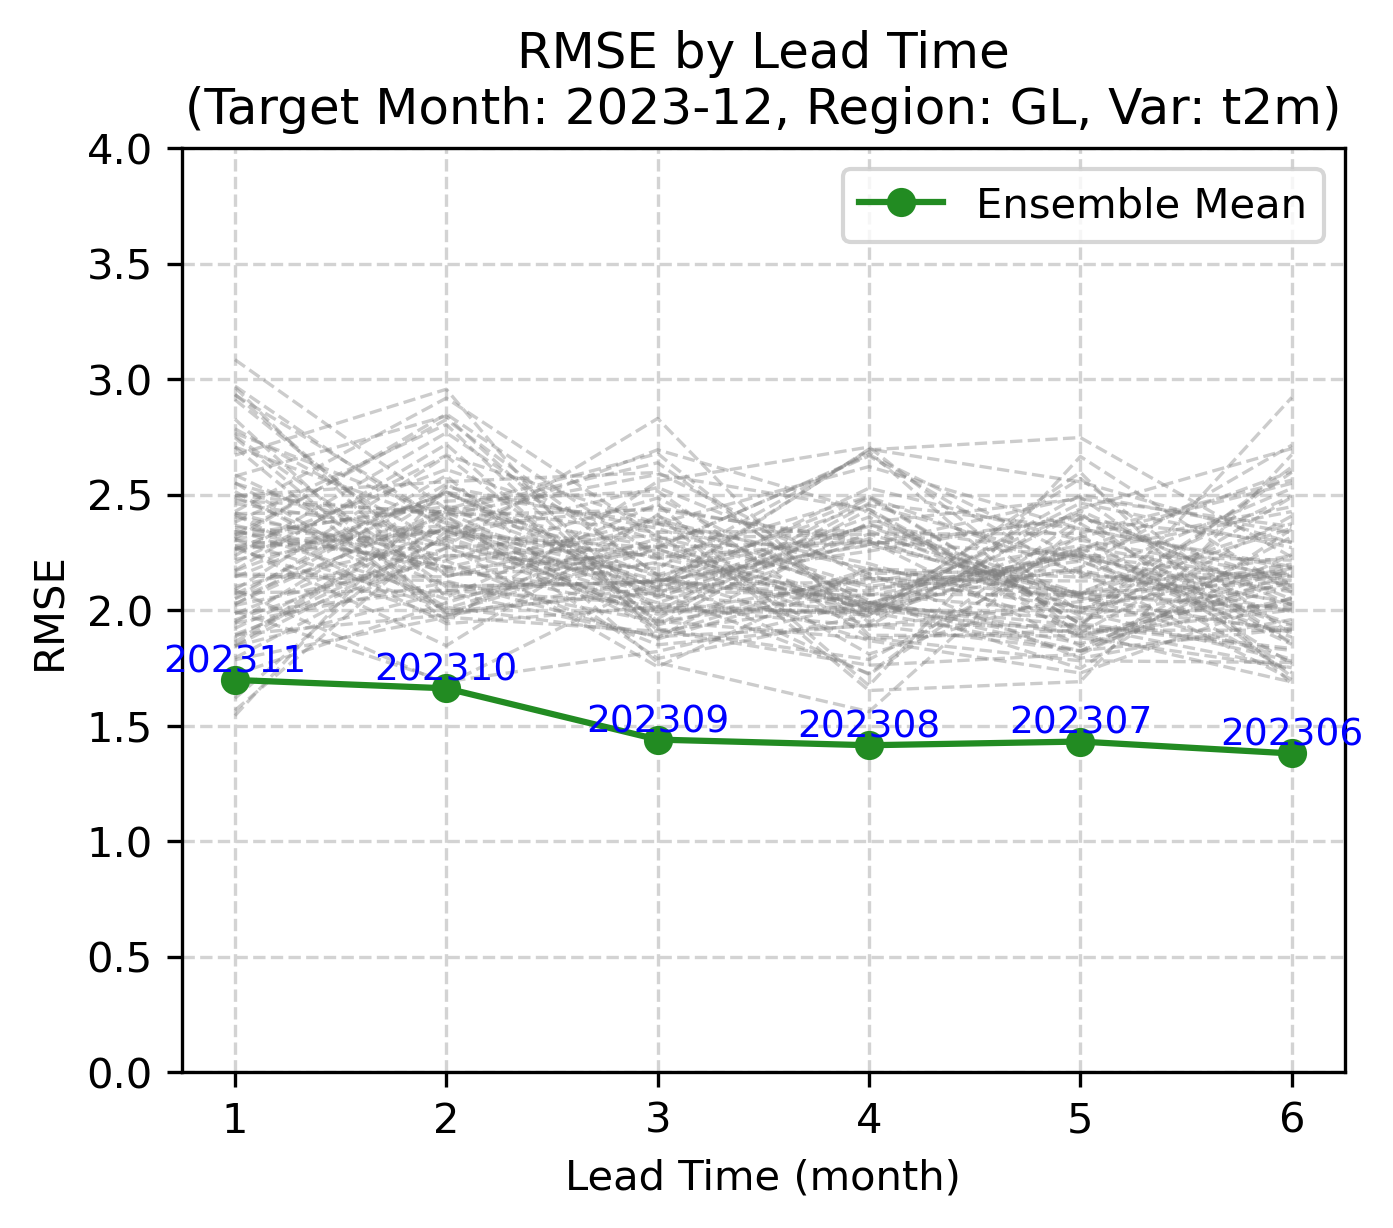 RMSE by Lead Time
(Target Month: 2023-12, Region: GL, Var: t2m)
Ensemble Mean
4.0
3.5
3.0
2.5
2.0
1.5
1.0
0.5
0.0
RMSE
202311
202310
202309
202308
202307
202306
1 2 3 4 5 6
Lead Time (month)